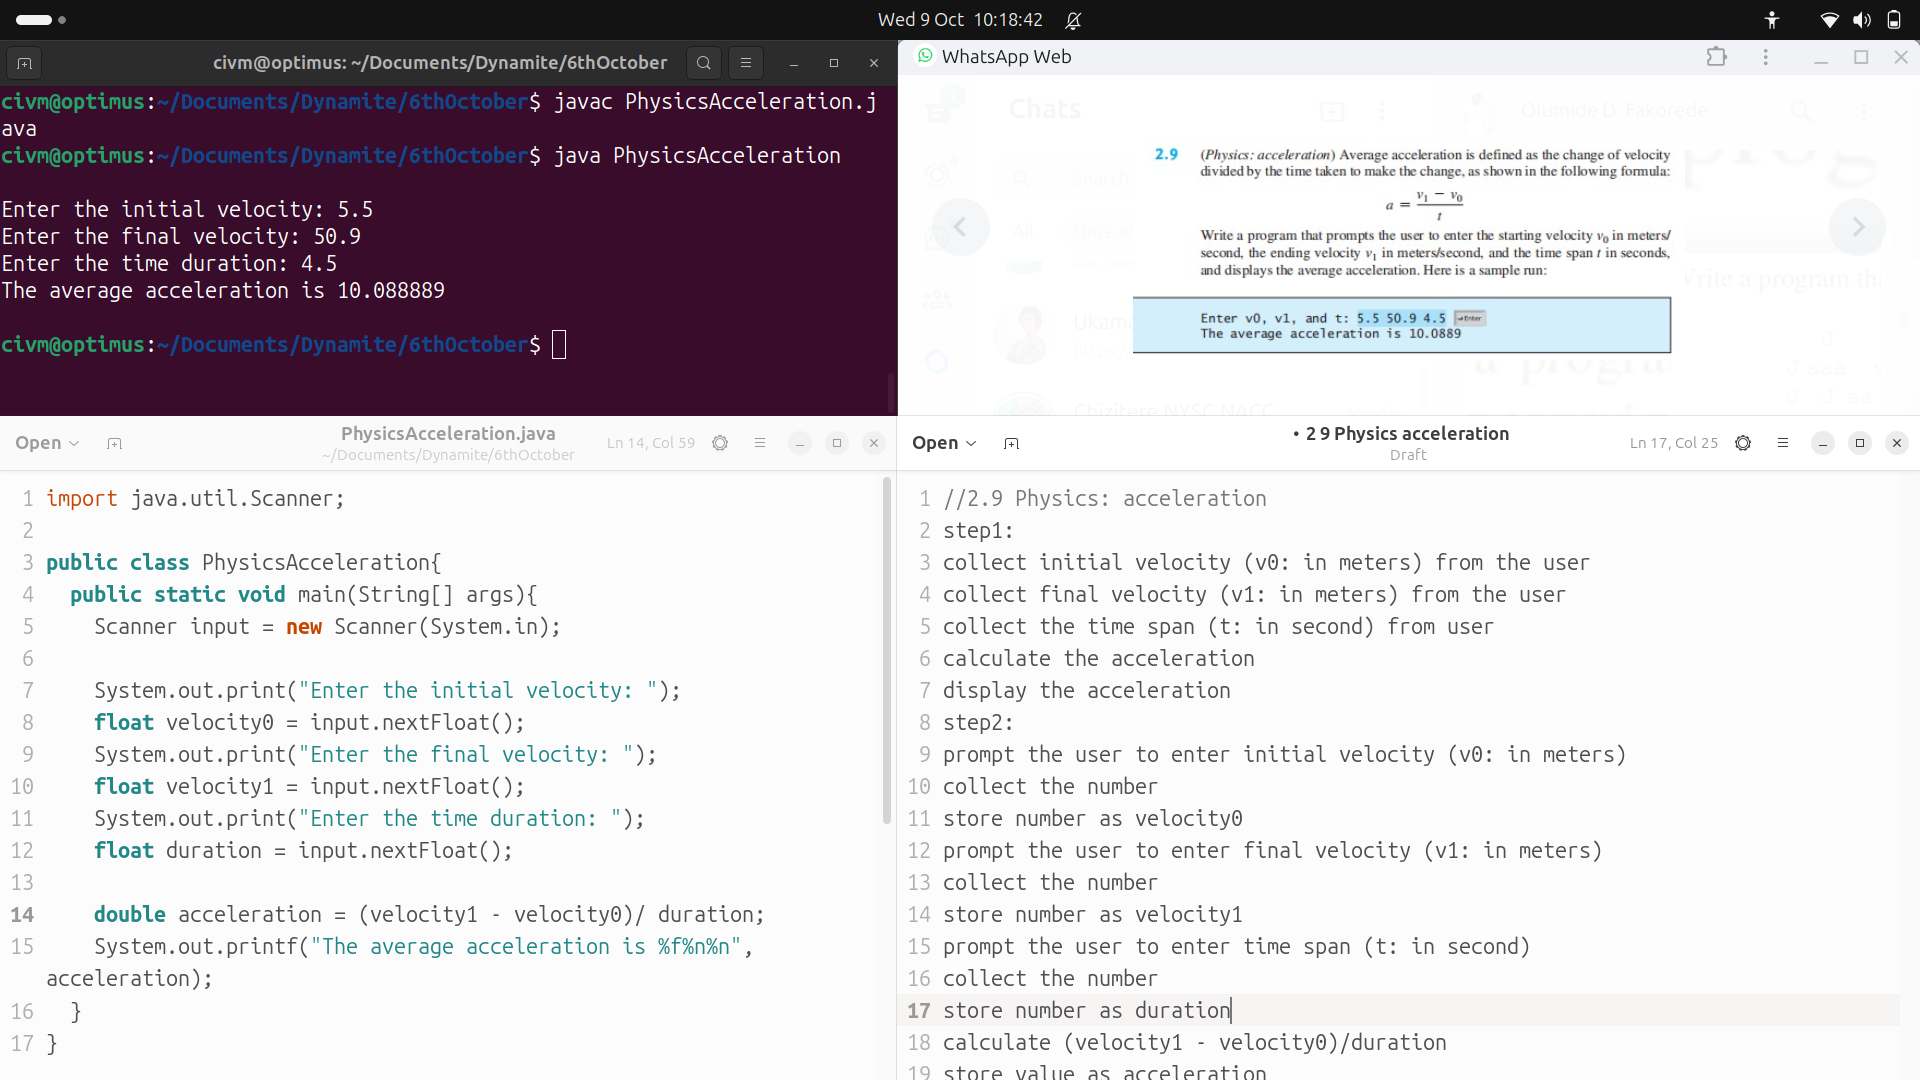 Wed 9 Oct 10:18:42
civm@optimus: ~/Documents/Dynamite/6thOctober
civm@optimus:~/Documents/Dynamite/6thOctober$ javac PhysicsAcceleration.j
ava
civm@optimus:~/Documents/Dynamite/6thOctober$ java PhysicsAcceleration
Enter the initial velocity: 5.5
Enter the final velocity: 50.9
Enter the time duration: 4.5
The average acceleration is 10.088889
civm@optimus:~/Documents/Dynamite/6thOctober$
WhatsApp Web
Chats
Olumide D. Fakorede
Search
All Unread
2.9 (Physics: acceleration) Average acceleration is defined as the change of velocity
divided by the time taken to make the change, as shown in the following formula:
a = (v1 − v0) / t
Write a program that prompts the user to enter the starting velocity v0 in meters/
second, the ending velocity v1 in meters/second, and the time span t in seconds,
and displays the average acceleration. Here is a sample run:
Enter v0, v1, and t: 5.5 50.9 4.5 Enter
The average acceleration is 10.0889
Chizitere NYSC NACC
Open
PhysicsAcceleration.java
~/Documents/Dynamite/6thOctober
Ln 14, Col 59
1 import java.util.Scanner;
2
3 public class PhysicsAcceleration{
4 public static void main(String[] args){
5 Scanner input = new Scanner(System.in);
6
7 System.out.print("Enter the initial velocity: ");
8 float velocity0 = input.nextFloat();
9 System.out.print("Enter the final velocity: ");
10 float velocity1 = input.nextFloat();
11 System.out.print("Enter the time duration: ");
12 float duration = input.nextFloat();
13
14 double acceleration = (velocity1 - velocity0)/ duration;
15 System.out.printf("The average acceleration is %f%n%n",
acceleration);
16 }
17 }
Open
• 2 9 Physics acceleration
Draft
Ln 17, Col 25
1 //2.9 Physics: acceleration
2 step1:
3 collect initial velocity (v0: in meters) from the user
4 collect final velocity (v1: in meters) from the user
5 collect the time span (t: in second) from user
6 calculate the acceleration
7 display the acceleration
8 step2:
9 prompt the user to enter initial velocity (v0: in meters)
10 collect the number
11 store number as velocity0
12 prompt the user to enter final velocity (v1: in meters)
13 collect the number
14 store number as velocity1
15 prompt the user to enter time span (t: in second)
16 collect the number
17 store number as duration
18 calculate (velocity1 - velocity0)/duration
19 store value as acceleration